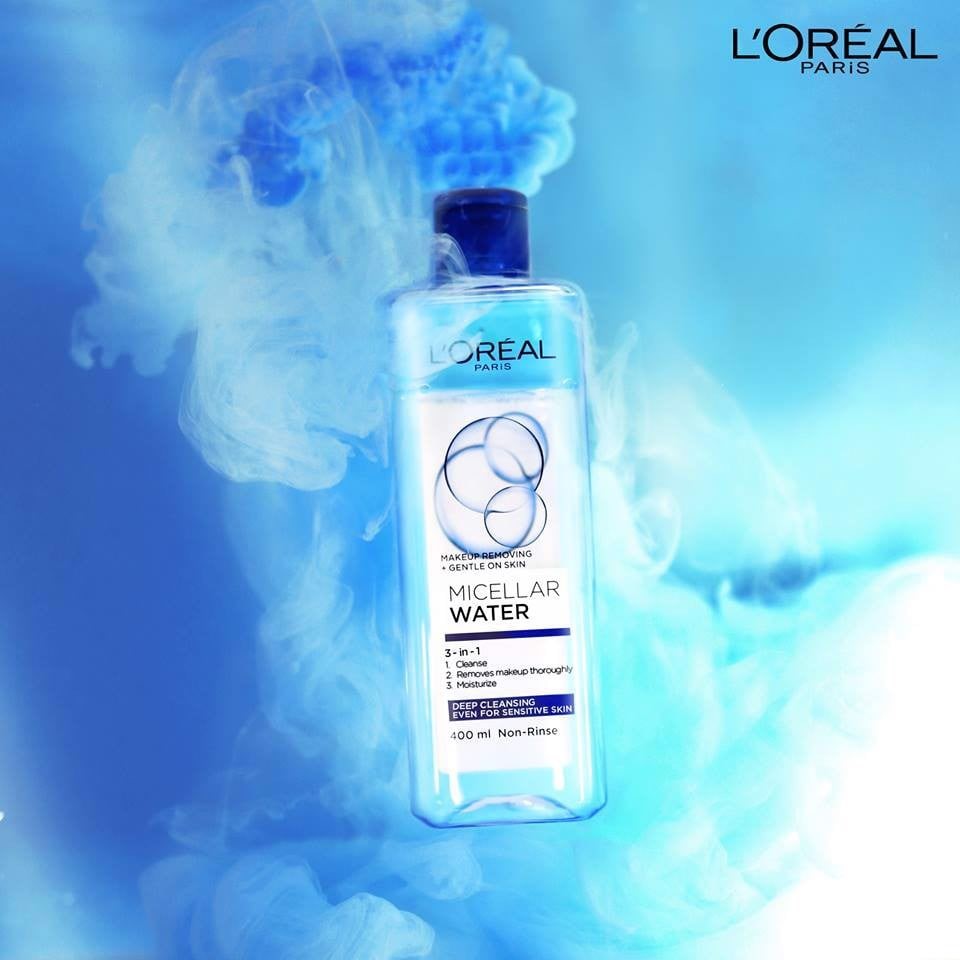 L'ORÉAL
PARiS
L'ORÉAL
PARiS
MAKEUP REMOVING
+ GENTLE ON SKIN
MICELLAR
WATER
3-in-1
1. Cleanse
2. Removes makeup thoroughly
3. Moisturize
DEEP CLEANSING
EVEN FOR SENSITIVE SKIN
400 ml Non-Rinse